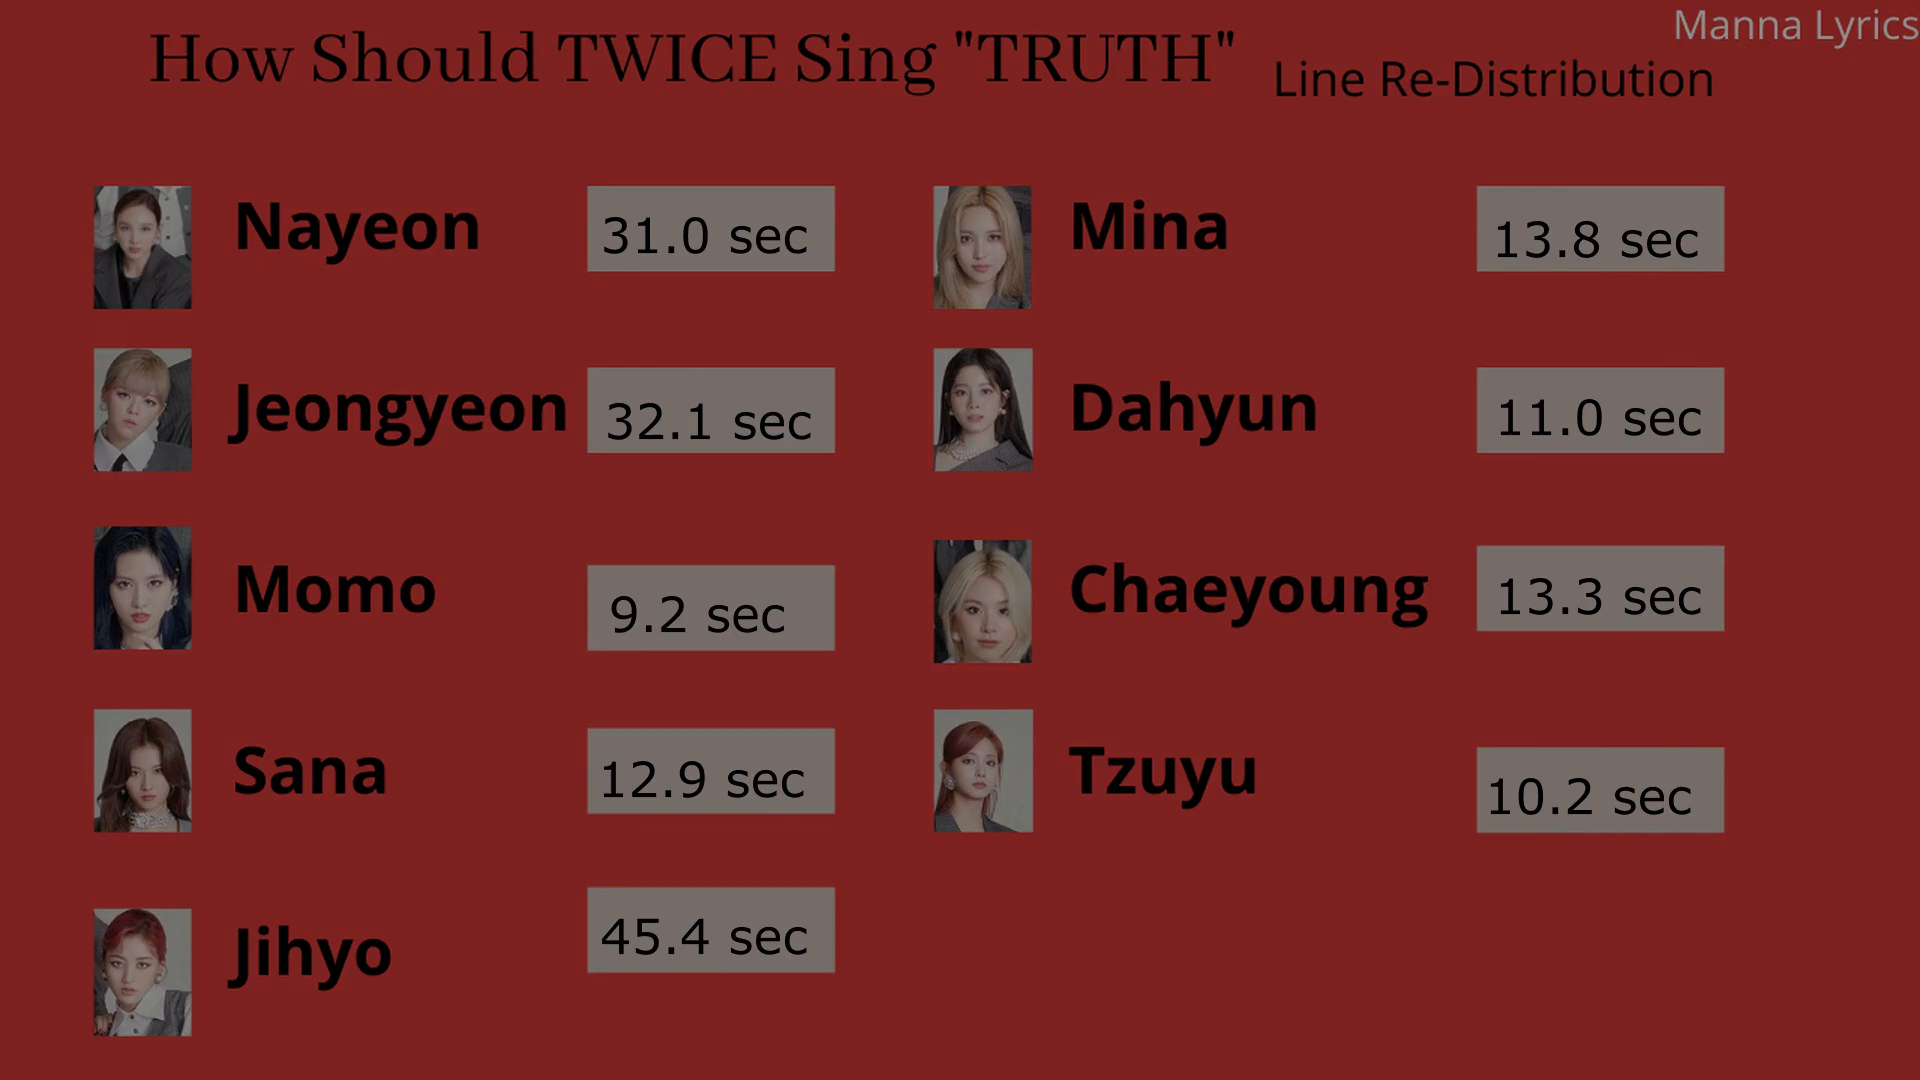 Manna Lyrics
How Should TWICE Sing "TRUTH" Line Re-Distribution
Nayeon 31.0 sec
Jeongyeon 32.1 sec
Momo 9.2 sec
Sana 12.9 sec
Jihyo 45.4 sec
Mina 13.8 sec
Dahyun 11.0 sec
Chaeyoung 13.3 sec
Tzuyu 10.2 sec